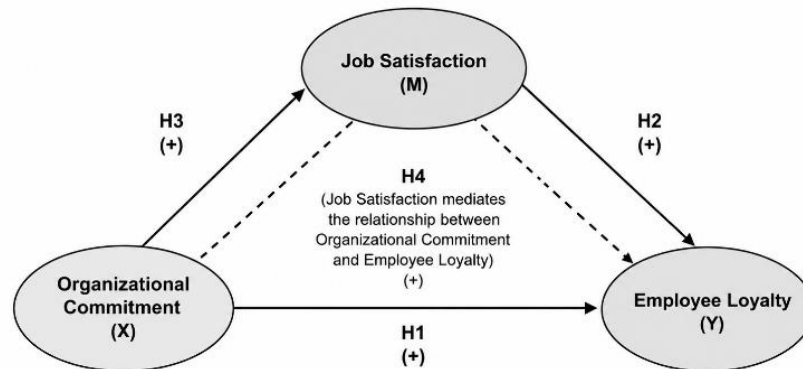 Job Satisfaction
(M)
H3
(+)
H2
(+)
H4
(Job Satisfaction mediates
the relationship between
Organizational Commitment
and Employee Loyalty)
(+)
Organizational
Commitment
(X)
Employee Loyalty
(Y)
H1
(+)